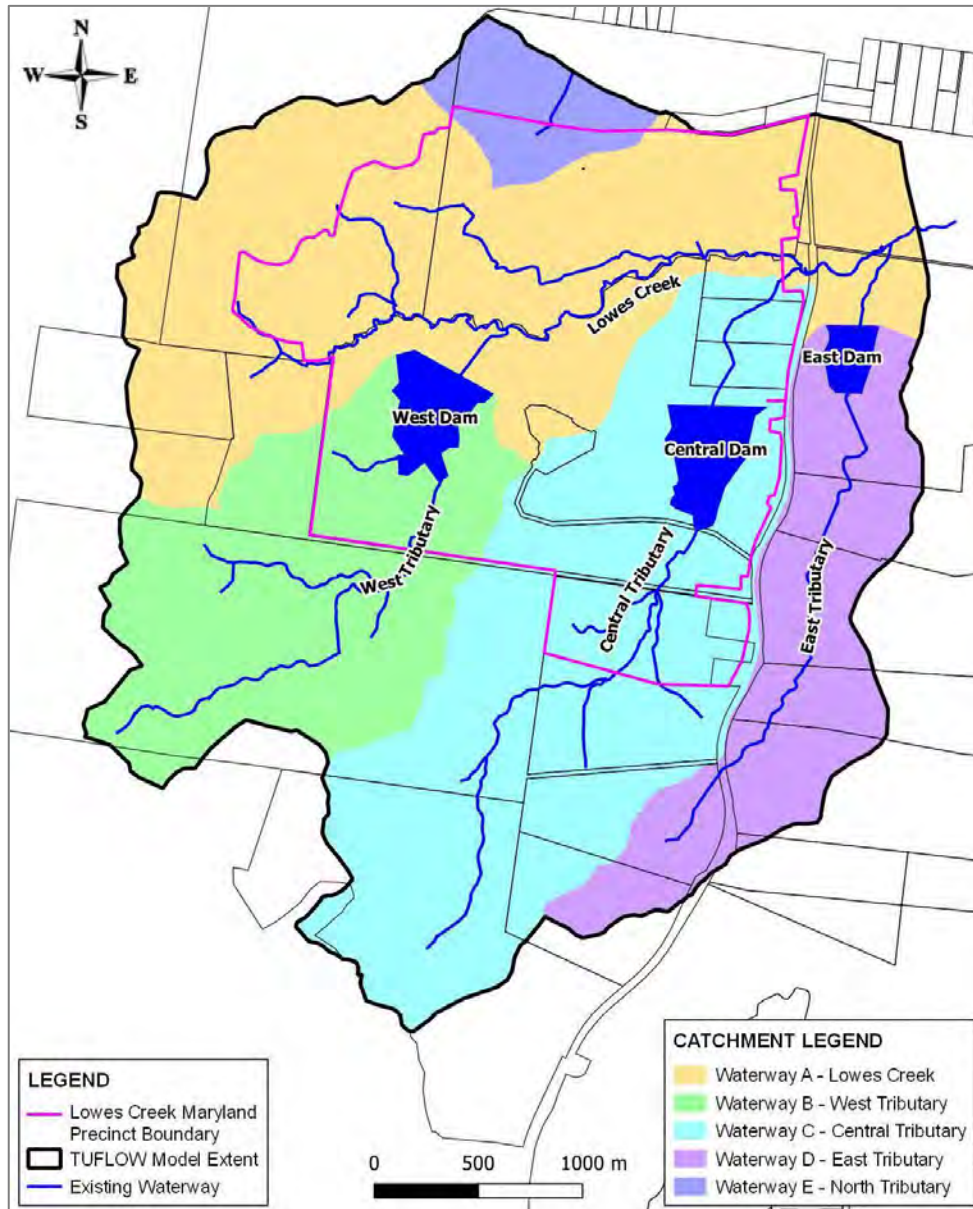 N
W E
S
Lowes Creek
East Dam
West Dam
Central Dam
West Tributary
Central Tributary
East Tributary
LEGEND
Lowes Creek Maryland
Precinct Boundary
TUFLOW Model Extent
Existing Waterway
0 500 1000 m
CATCHMENT LEGEND
Waterway A - Lowes Creek
Waterway B - West Tributary
Waterway C - Central Tributary
Waterway D - East Tributary
Waterway E - North Tributary